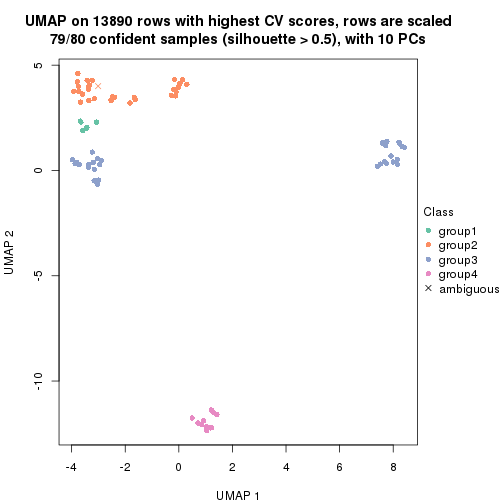 UMAP on 13890 rows with highest CV scores, rows are scaled
79/80 confident samples (silhouette > 0.5), with 10 PCs
5
0
-5
-10
UMAP 2
-4 -2 0 2 4 6 8
UMAP 1
Class
group1
group2
group3
group4
ambiguous